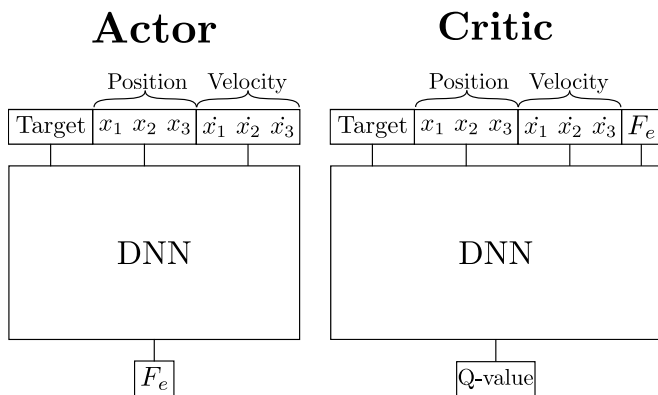 Actor
Position Velocity
Target x₁ x₂ x₃ ẋ₁ ẋ₂ ẋ₃
DNN
Fₑ
Critic
Position Velocity
Target x₁ x₂ x₃ ẋ₁ ẋ₂ ẋ₃ Fₑ
DNN
Q-value